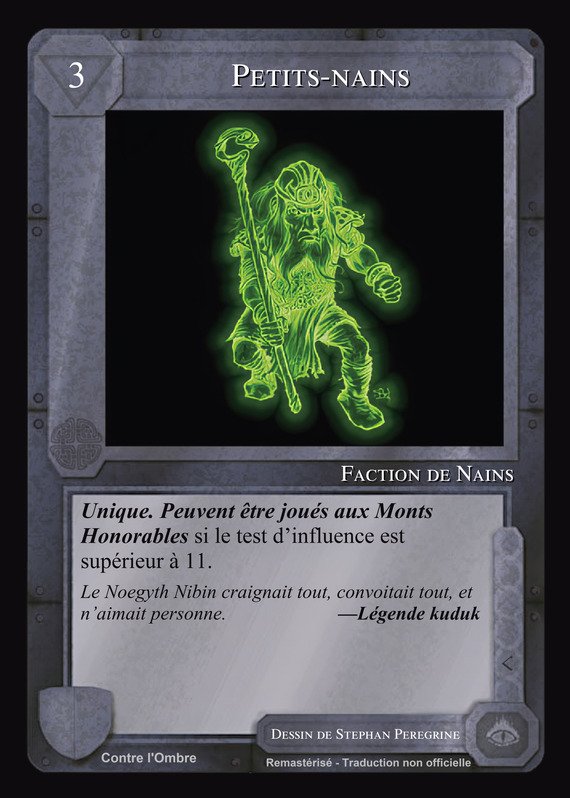 3
PETITS-NAINS
FACTION DE NAINS
Unique. Peuvent être joués aux Monts
Honorables si le test d'influence est
supérieur à 11.
Le Noegyth Nibin craignait tout, convoitait tout, et
n'aimait personne. —Légende kuduk
DESSIN DE STEPHAN PEREGRINE
Contre l'Ombre
Remastérisé - Traduction non officielle